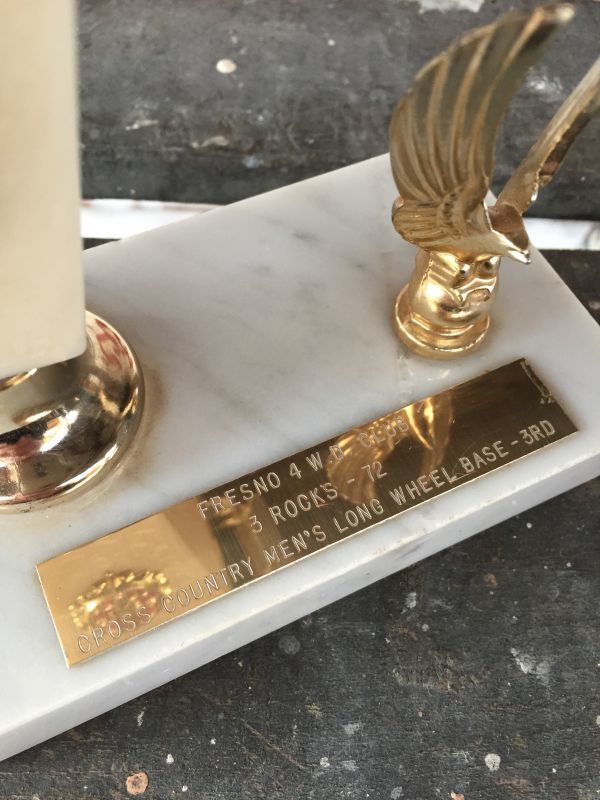 FRESNO 4 W.D. CLUB
3 ROCKS - 72
CROSS COUNTRY MEN'S LONG WHEEL BASE - 3RD